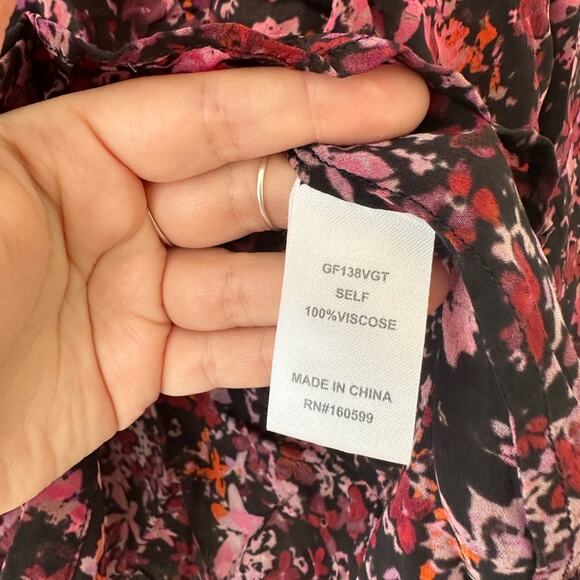 GF138VGT
SELF
100%VISCOSE
MADE IN CHINA
RN#160599